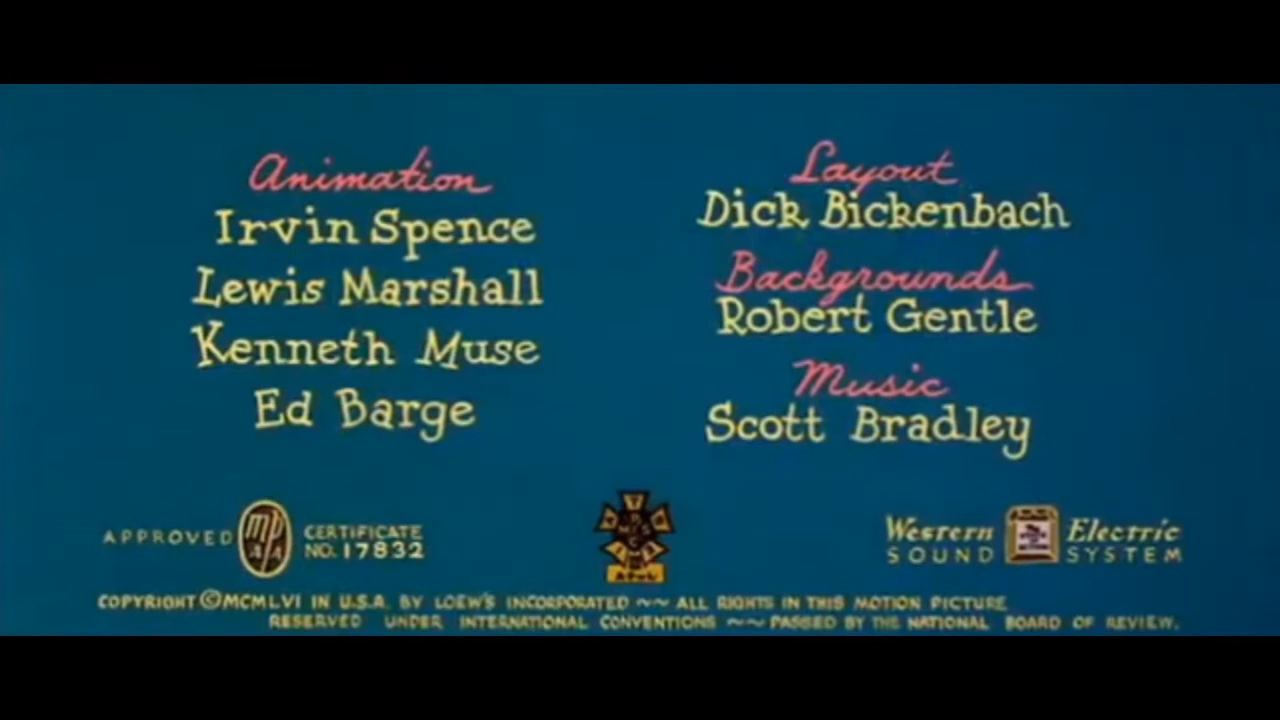 Animation
Irvin Spence
Lewis Marshall
Kenneth Muse
Ed Barge
Layout
Dick Bickenbach
Backgrounds
Robert Gentle
Music
Scott Bradley
APPROVED MPAA CERTIFICATE
NO. 17832
Western Electric
SOUND SYSTEM
COPYRIGHT ©MCMLVI IN U.S.A. BY LOEW'S INCORPORATED ~~ ALL RIGHTS IN THIS MOTION PICTURE
RESERVED UNDER INTERNATIONAL CONVENTIONS ~~ PASSED BY THE NATIONAL BOARD OF REVIEW.